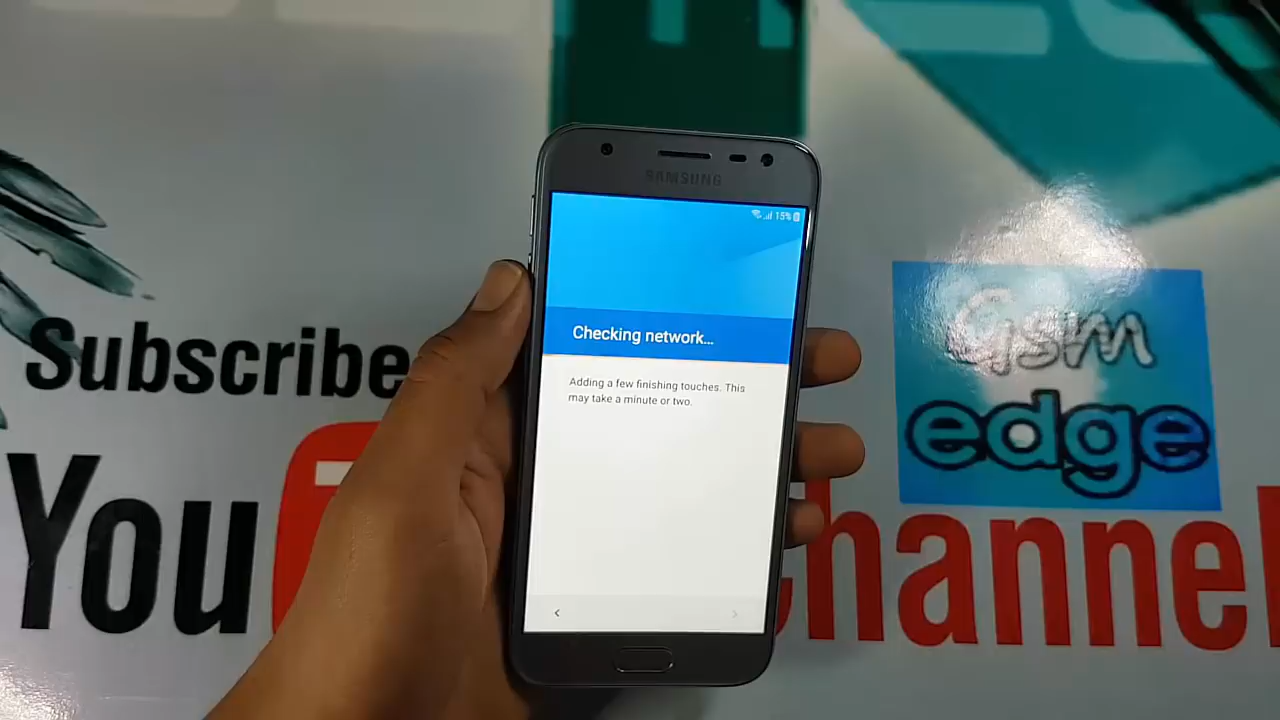 SAMSUNG
15%
Checking network...
Adding a few finishing touches. This
may take a minute or two.
Subscribe
You
Channel
Gsm
edge